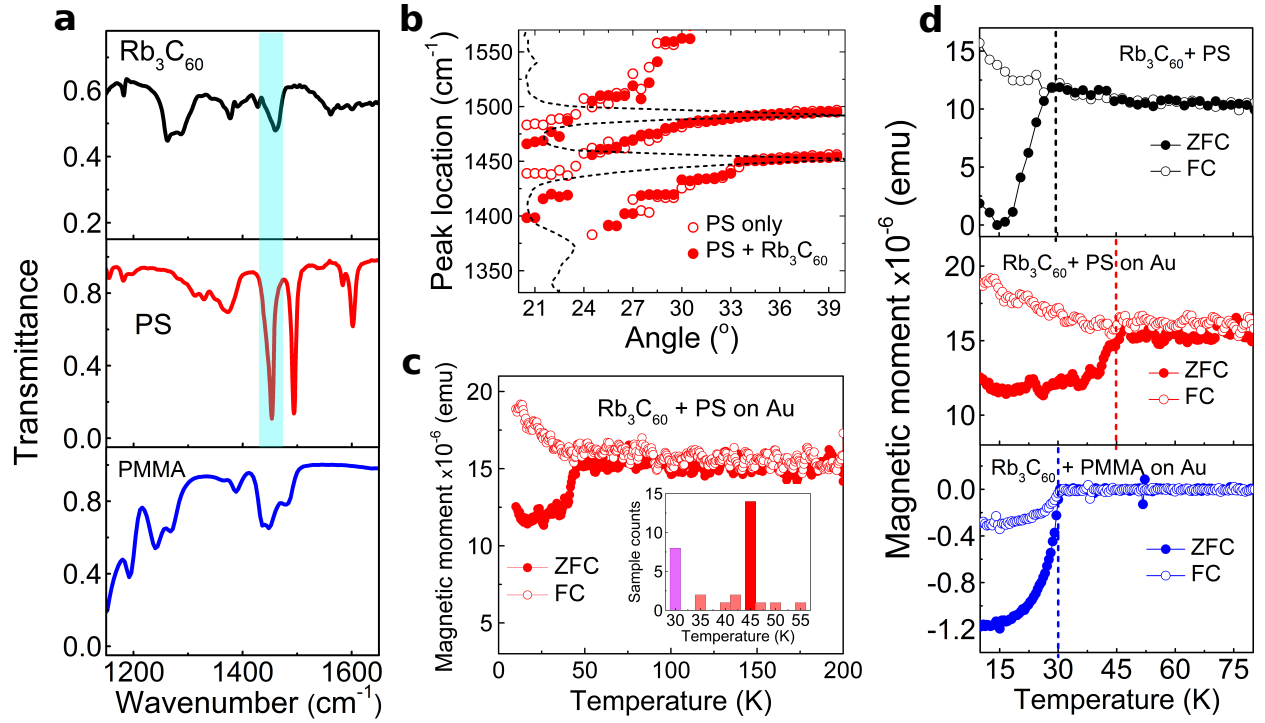 a
Rb3C60
0.6
0.4
0.2
PS
0.8
0.4
0.0
PMMA
0.8
0.4
0.0
1200
1400
1600
Transmittance
Wavenumber (cm-1)
b
1550
1500
1450
1400
1350
Peak location (cm-1)
PS only
PS + Rb3C60
21
24
27
30
33
36
39
Angle (o)
c
20
15
10
5
Magnetic moment x10-6 (emu)
Rb3C60 + PS on Au
ZFC
FC
15
10
5
0
Sample counts
30
35
40
45
50
55
Temperature (K)
0
50
100
150
200
Temperature (K)
d
15
10
5
0
Rb3C60+ PS
ZFC
FC
20
15
10
Rb3C60+ PS on Au
ZFC
FC
0.0
-0.4
-0.8
-1.2
Rb3C60 + PMMA on Au
ZFC
FC
Magnetic moment x10-6 (emu)
15
30
45
60
75
Temperature (K)